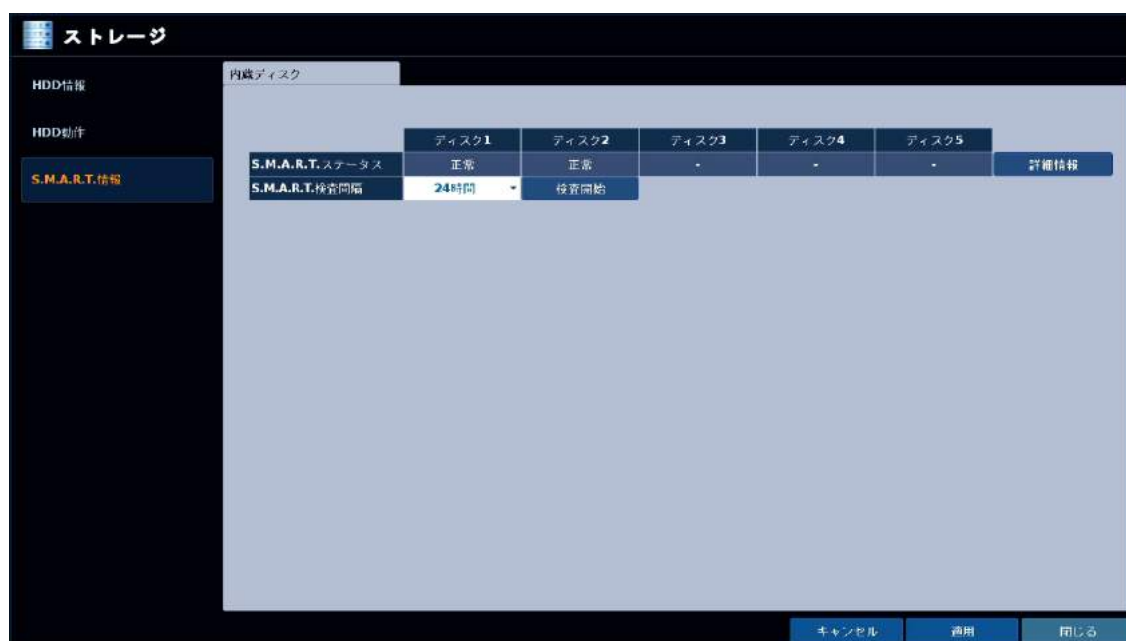 ストレージ
HDD情報
HDD動作
S.M.A.R.T.情報
内蔵ディスク
ディスク1 ディスク2 ディスク3 ディスク4 ディスク5
S.M.A.R.T.ステータス 正常 正常 - - - 詳細情報
S.M.A.R.T.検査間隔 24時間 検査開始
キャンセル 適用 閉じる